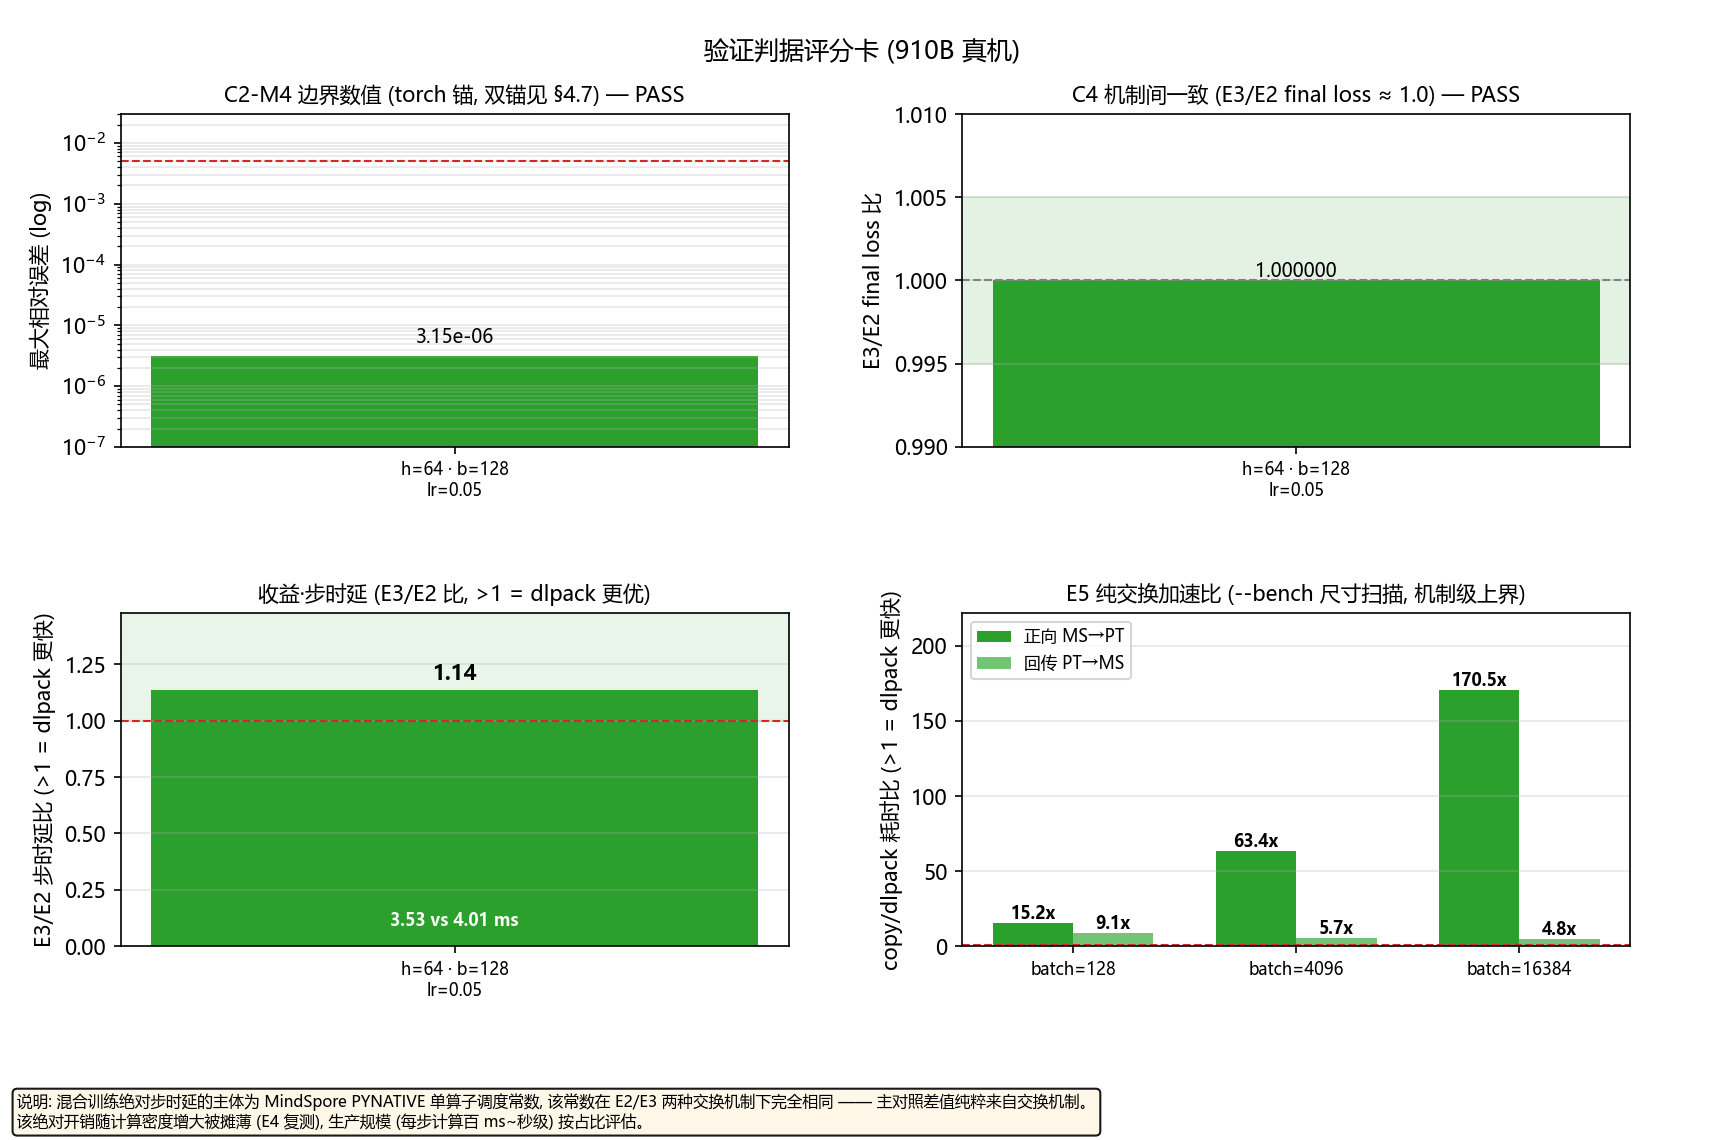 验证判据评分卡 (910B 真机)
C2-M4 边界数值 (torch 锚, 双锚见 §4.7) — PASS
最大相对误差 (log)
10⁻²
10⁻³
10⁻⁴
10⁻⁵
10⁻⁶
10⁻⁷
3.15e-06
h=64 · b=128
lr=0.05
C4 机制间一致 (E3/E2 final loss ≈ 1.0) — PASS
E3/E2 final loss 比
1.010
1.005
1.000
0.995
0.990
1.000000
h=64 · b=128
lr=0.05
收益·步时延 (E3/E2 比, >1 = dlpack 更优)
E3/E2 步时延比 (>1 = dlpack 更快)
1.25
1.00
0.75
0.50
0.25
0.00
1.14
3.53 vs 4.01 ms
h=64 · b=128
lr=0.05
E5 纯交换加速比 (--bench 尺寸扫描, 机制级上界)
copy/dlpack 耗时比 (>1 = dlpack 更快)
200
150
100
50
0
正向 MS→PT
回传 PT→MS
15.2x
9.1x
63.4x
5.7x
170.5x
4.8x
batch=128
batch=4096
batch=16384
说明: 混合训练绝对步时延的主体为 MindSpore PYNATIVE 单算子调度常数, 该常数在 E2/E3 两种交换机制下完全相同 —— 主对照差值纯粹来自交换机制。
该绝对开销随计算密度增大被摊薄 (E4 复测), 生产规模 (每步计算百 ms~秒级) 按占比评估。